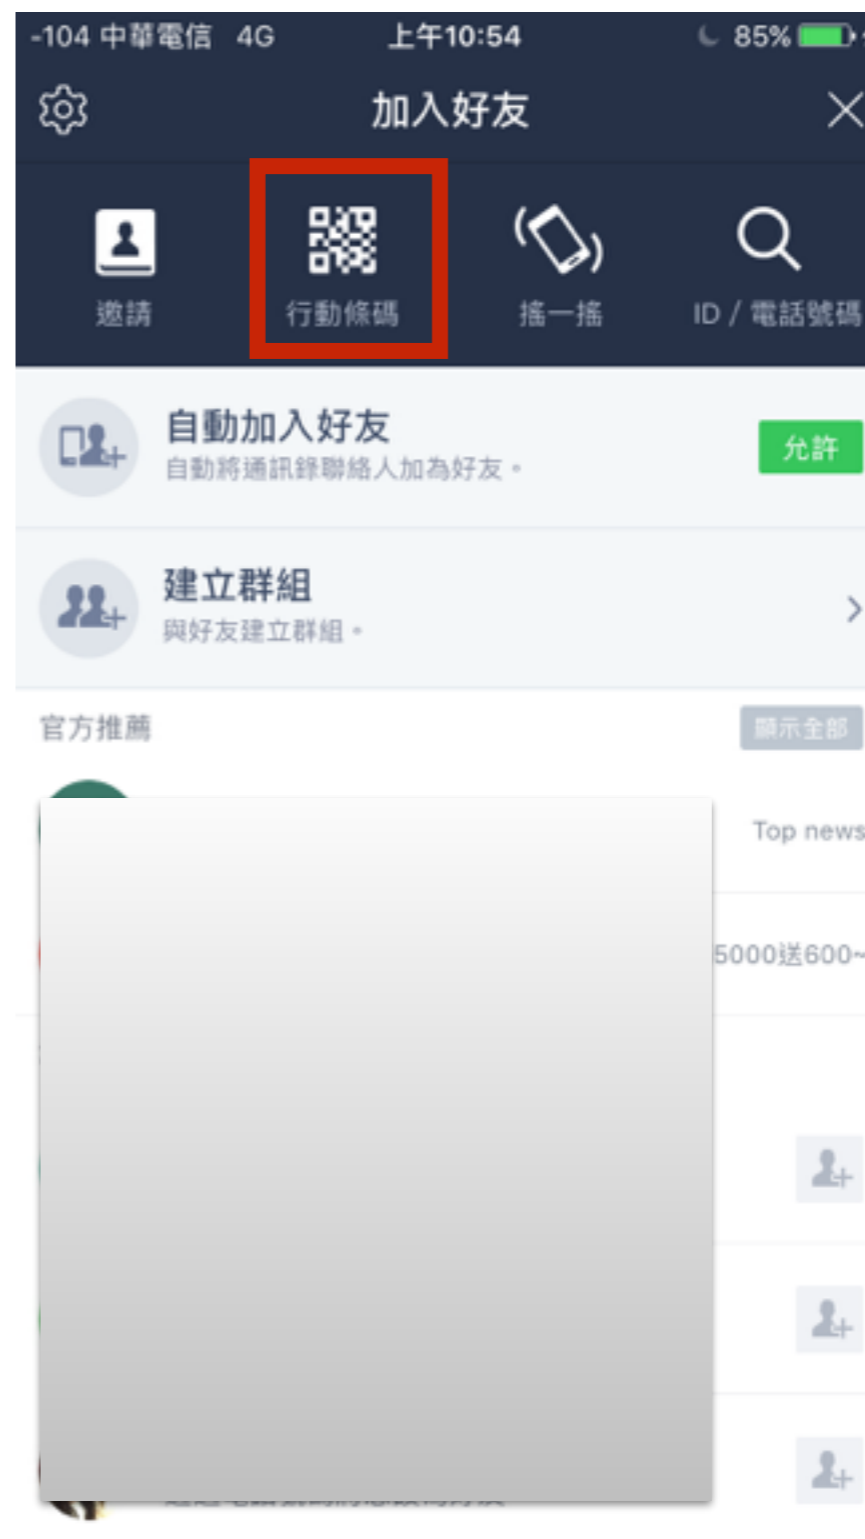 -104 中華電信 4G 上午10:54 85%
加入好友
邀請 行動條碼 搖一搖 ID / 電話號碼
自動加入好友
自動將通訊錄聯絡人加為好友。
允許
建立群組
與好友建立群組。
官方推薦 顯示全部
Top news
5000送600~